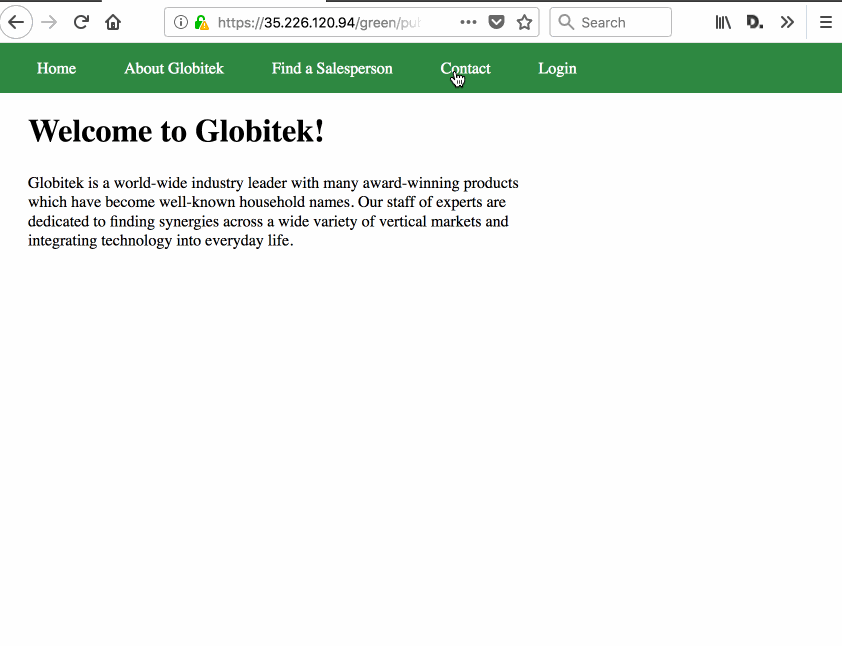 https://35.226.120.94/green/pu
Search
Home About Globitek Find a Salesperson Contact Login
Welcome to Globitek!
Globitek is a world-wide industry leader with many award-winning products
which have become well-known household names. Our staff of experts are
dedicated to finding synergies across a wide variety of vertical markets and
integrating technology into everyday life.